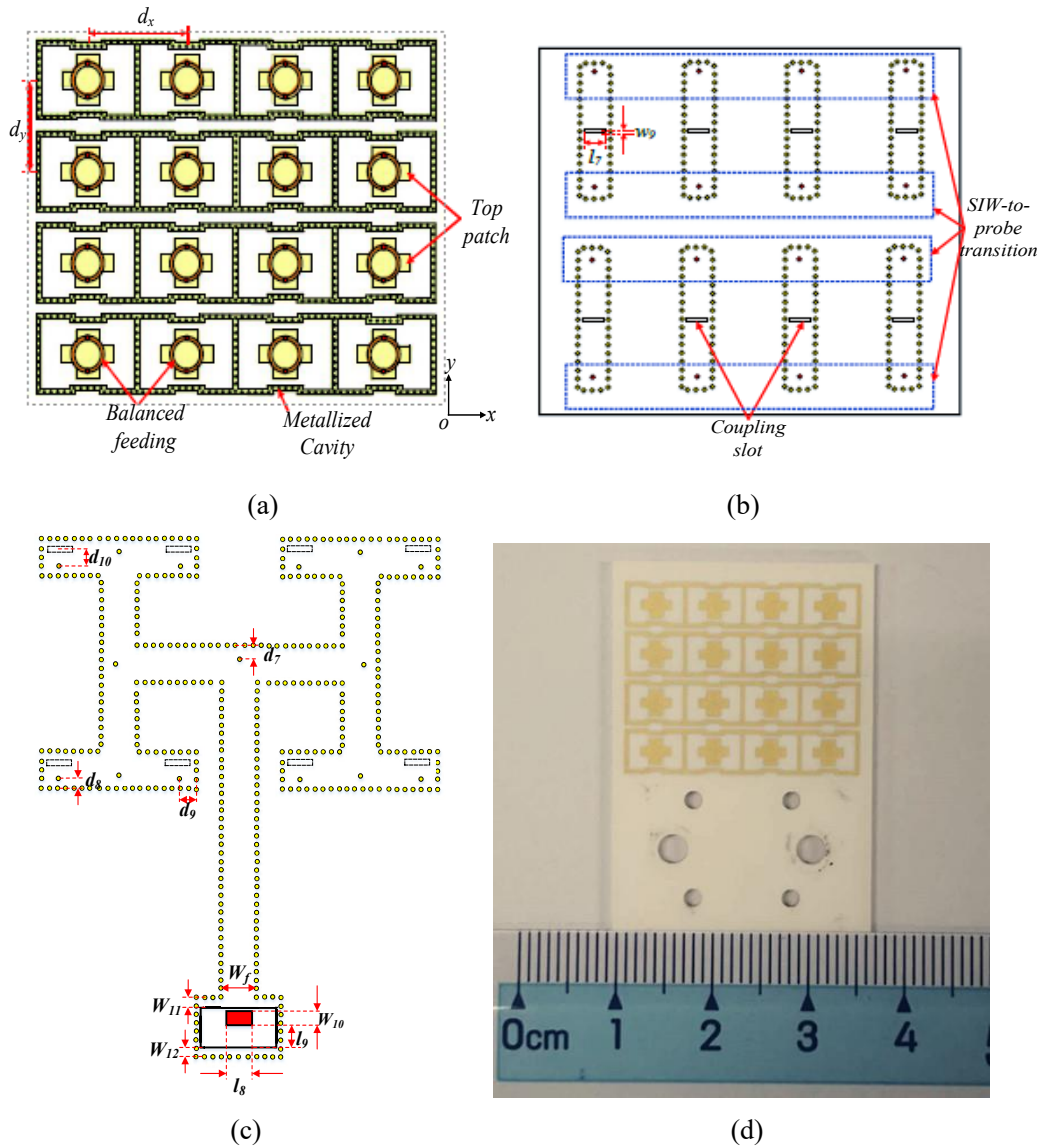 dx
dy
Top
patch
y
o
x
Balanced
feeding
Metallized
Cavity
(a)
w9
l7
SIW-to-
probe
transition
Coupling
slot
(b)
d10
d7
d8
d9
Wf
W11
W10
l9
W12
l8
(c)
0cm 1 2 3 4
(d)